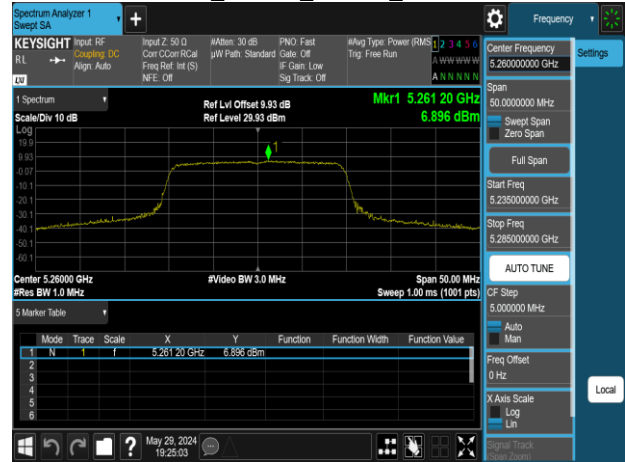 Spectrum Analyzer 1
Swept SA
Frequency
KEYSIGHT
RL
Input: RF
Coupling: DC
Align: Auto
Input Z: 50 Ω
Corr CCorr RCal
Freq Ref: Int (S)
NFE: Off
#Atten: 30 dB
µW Path: Standard
PNO: Fast
Gate: Off
IF Gain: Low
Sig Track: Off
#Avg Type: Power (RMS
Trig: Free Run
1 2 3 4 5 6
A W W W W W
A N N N N N
LXI
1 Spectrum
Scale/Div 10 dB
Ref Lvl Offset 9.93 dB
Ref Level 29.93 dBm
Mkr1 5.261 20 GHz
6.896 dBm
Log
19.9
9.93
-0.07
-10.1
-20.1
-30.1
-40.1
-50.1
-60.1
1
Center 5.26000 GHz
#Res BW 1.0 MHz
#Video BW 3.0 MHz
Span 50.00 MHz
Sweep 1.00 ms (1001 pts)
5 Marker Table
Mode Trace Scale X Y Function Function Width Function Value
1 N 1 f 5.261 20 GHz 6.896 dBm
2
3
4
5
6
May 29, 2024
19:25:03
Center Frequency
5.260000000 GHz
Settings
Span
50.0000000 MHz
Swept Span
Zero Span
Full Span
Start Freq
5.235000000 GHz
Stop Freq
5.285000000 GHz
AUTO TUNE
CF Step
5.000000 MHz
Auto
Man
Freq Offset
0 Hz
X Axis Scale
Log
Lin
Local
Signal Track
(Span Zoom)